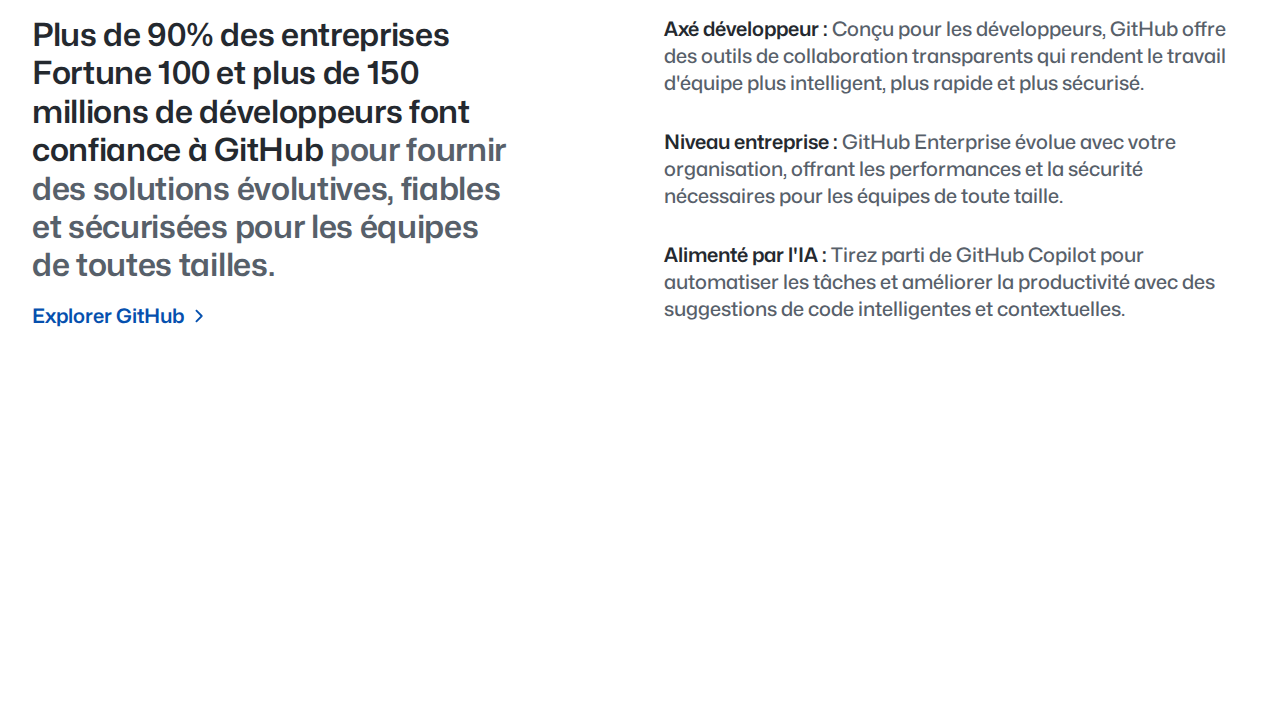 Plus de 90% des entreprises
Fortune 100 et plus de 150
millions de développeurs font
confiance à GitHub pour fournir
des solutions évolutives, fiables
et sécurisées pour les équipes
de toutes tailles.
Explorer GitHub
Axé développeur : Conçu pour les développeurs, GitHub offre
des outils de collaboration transparents qui rendent le travail
d'équipe plus intelligent, plus rapide et plus sécurisé.
Niveau entreprise : GitHub Enterprise évolue avec votre
organisation, offrant les performances et la sécurité
nécessaires pour les équipes de toute taille.
Alimenté par l'IA : Tirez parti de GitHub Copilot pour
automatiser les tâches et améliorer la productivité avec des
suggestions de code intelligentes et contextuelles.